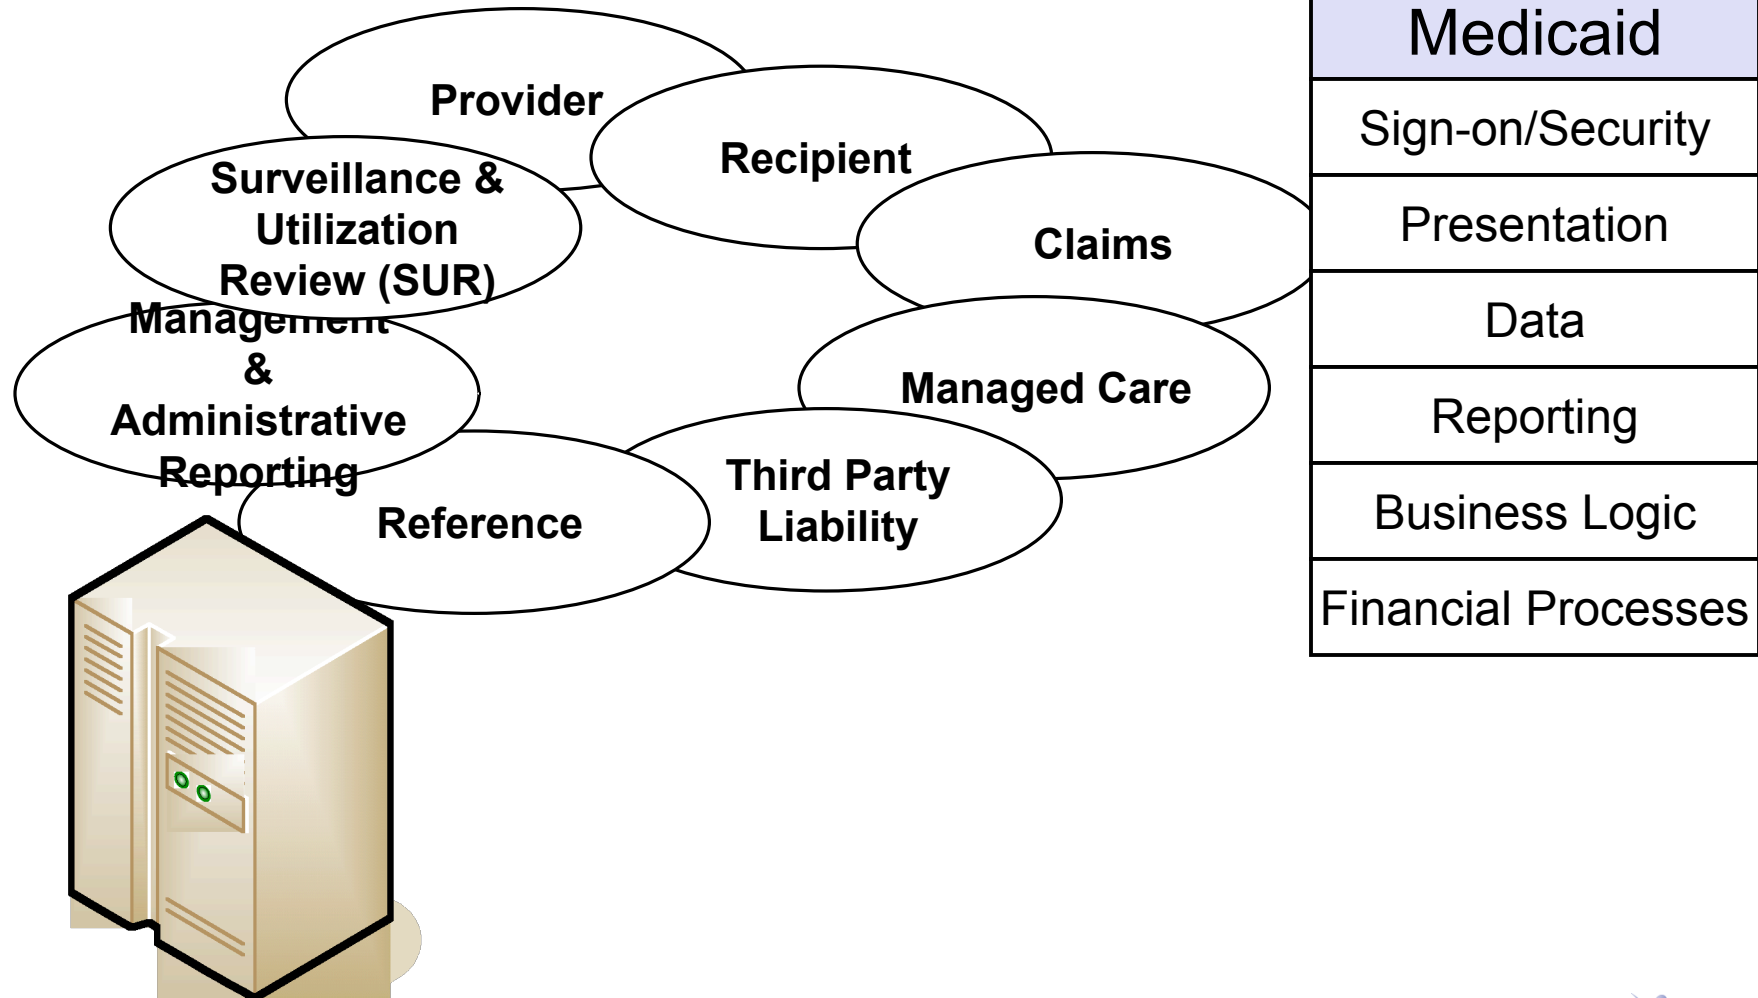 Provider
Recipient
Surveillance &
Utilization
Review (SUR)
Claims
Management
&
Administrative
Reporting
Managed Care
Third Party
Liability
Reference
Medicaid
Sign-on/Security
Presentation
Data
Reporting
Business Logic
Financial Processes